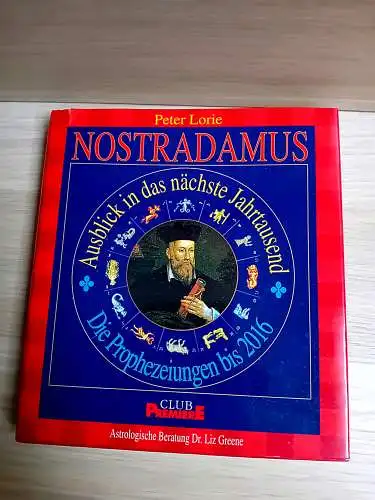 Peter Lorie
NOSTRADAMUS
Ausblick in das nächste Jahrtausend
Die Prophezeiungen bis 2016
CLUB
PREMIERE
Astrologische Beratung Dr. Liz Greene